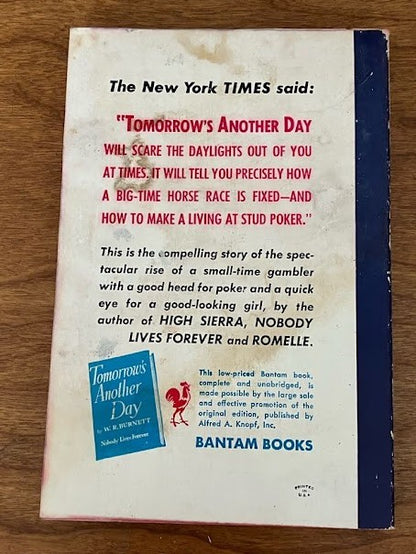 The New York TIMES said:
"TOMORROW'S ANOTHER DAY
WILL SCARE THE DAYLIGHTS OUT OF YOU
AT TIMES. IT WILL TELL YOU PRECISELY HOW
A BIG-TIME HORSE RACE IS FIXED—AND
HOW TO MAKE A LIVING AT STUD POKER."
This is the compelling story of the spec-
tacular rise of a small-time gambler
with a good head for poker and a quick
eye for a good-looking girl, by the
author of HIGH SIERRA, NOBODY
LIVES FOREVER and ROMELLE.
Tomorrow's
Another
Day
by W. R. BURNETT
Nobody Lives Forever
This low-priced Bantam book,
complete and unabridged, is
made possible by the large sale
and effective promotion of the
original edition, published by
Alfred A. Knopf, Inc.
BANTAM BOOKS
PRINTED
IN
U.S.A.